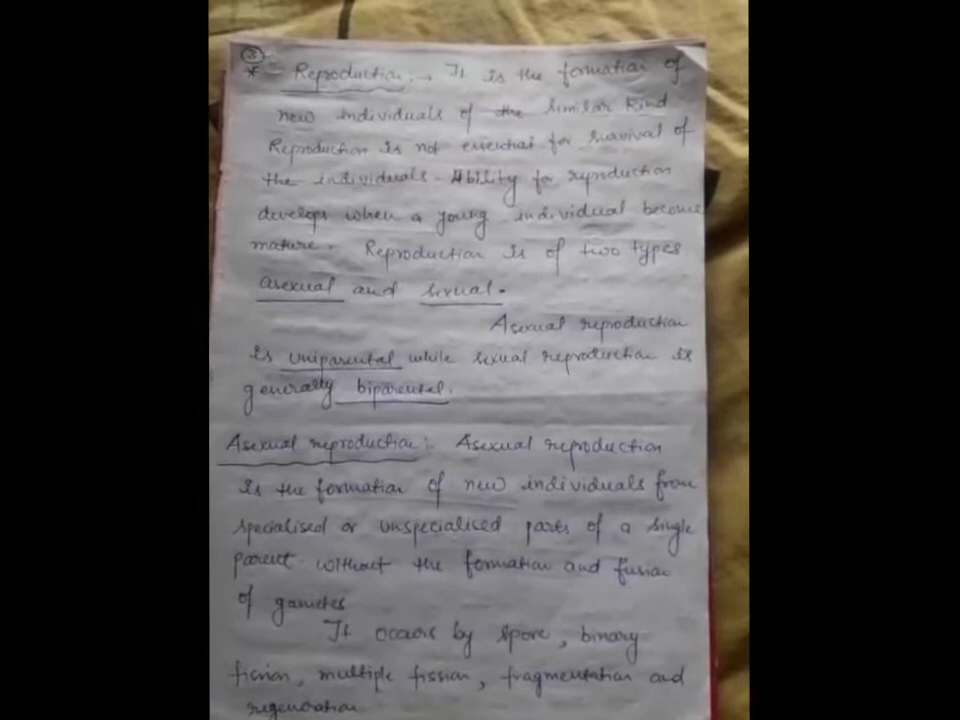 ③
* Reproduction :→ It is the formation of
new individuals of the similar kind
Reproduction is not essential for survival of
the individuals. Ability for reproduction
develops when a young individual become
mature. Reproduction is of two types
asexual and sexual.
Asexual reproduction
is uniparental while sexual reproduction is
generally biparental.
Asexual reproduction :- Asexual reproduction
is the formation of new individuals from
specialised or unspecialised parts of a single
parent without the formation and fusion
of gametes
It occurs by spore, binary
fission, multiple fission, fragmentation and
regeneration